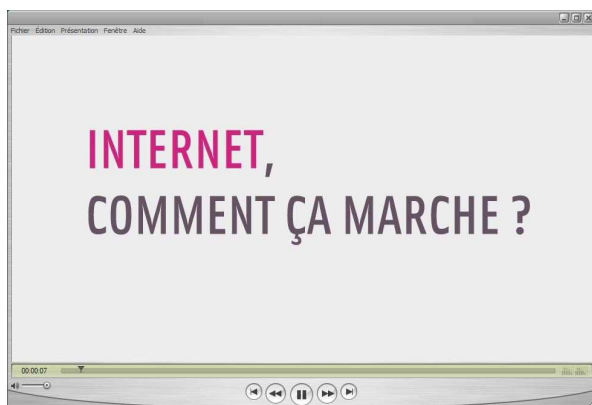 Fichier Édition Présentation Fenêtre Aide
INTERNET,
COMMENT ÇA MARCHE ?
00:00:07